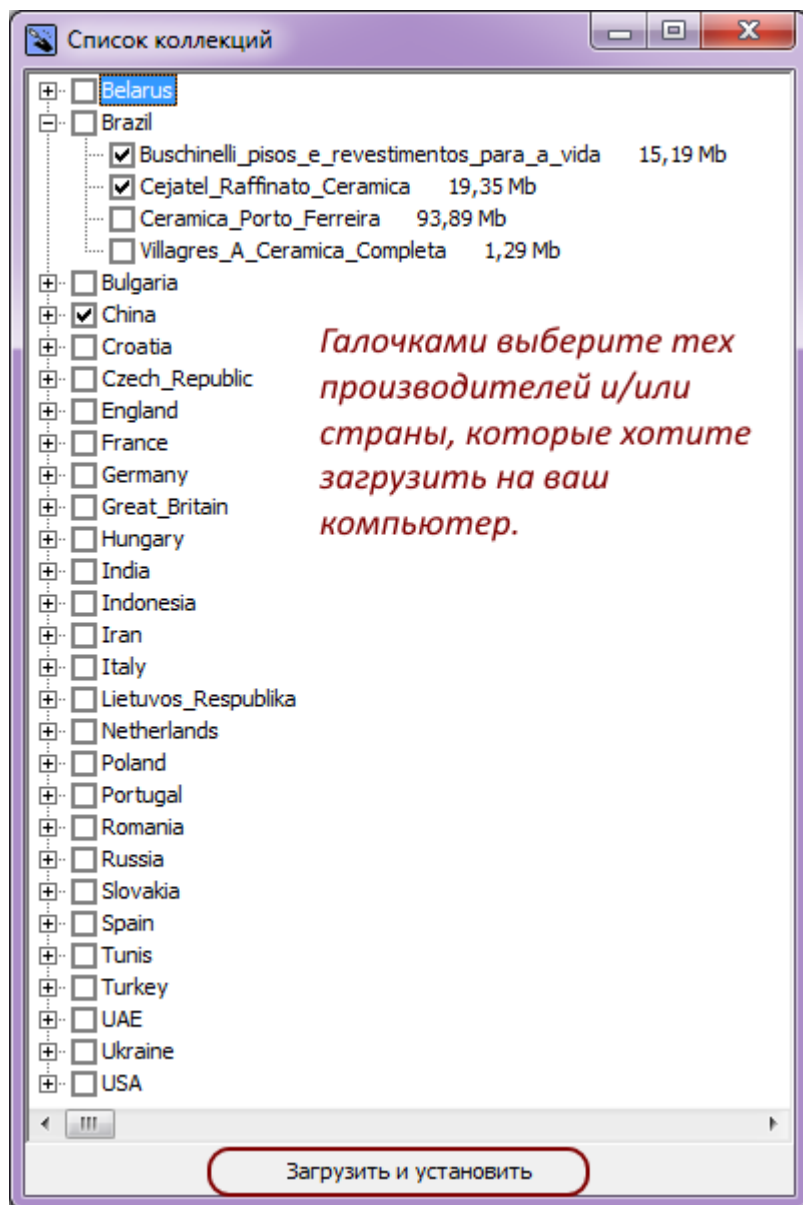 Список коллекций
Belarus
Brazil
Buschinelli_pisos_e_revestimentos_para_a_vida 15,19 Mb
Cejatel_Raffinato_Ceramica 19,35 Mb
Ceramica_Porto_Ferreira 93,89 Mb
Villagres_A_Ceramica_Completa 1,29 Mb
Bulgaria
China
Croatia
Czech_Republic
England
France
Germany
Great_Britain
Hungary
India
Indonesia
Iran
Italy
Lietuvos_Respublika
Netherlands
Poland
Portugal
Romania
Russia
Slovakia
Spain
Tunis
Turkey
UAE
Ukraine
USA
Галочками выберите тех
производителей и/или
страны, которые хотите
загрузить на ваш
компьютер.
Загрузить и установить